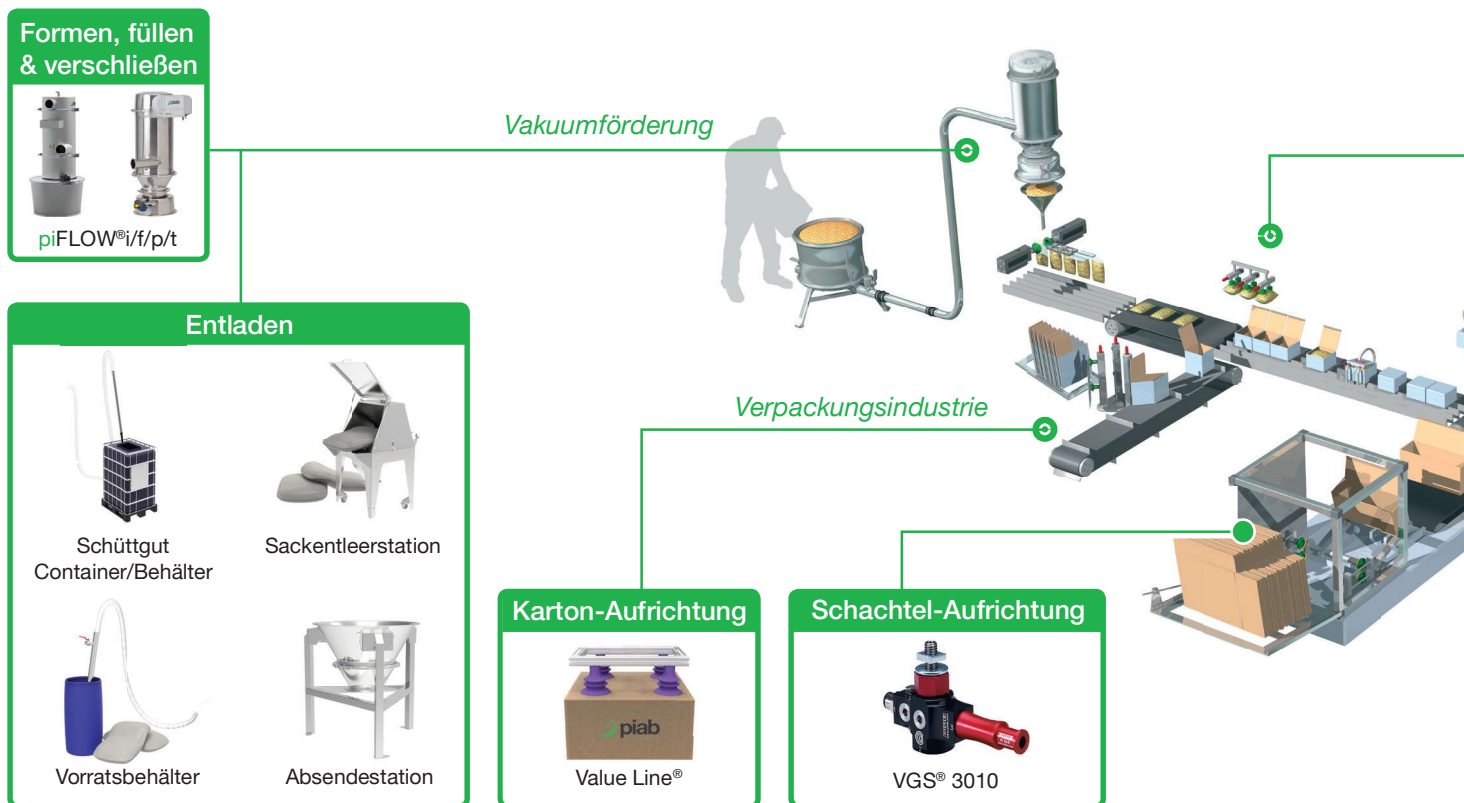 Formen, füllen
& verschließen
piab
piFLOW®i/f/p/t
Vakuumförderung
Entladen
Schüttgut
Container/Behälter
Sackentleerstation
Vorratsbehälter
Absendestation
Verpackungsindustrie
Karton-Aufrichtung
piab
Value Line®
Schachtel-Aufrichtung
VGS® 3010